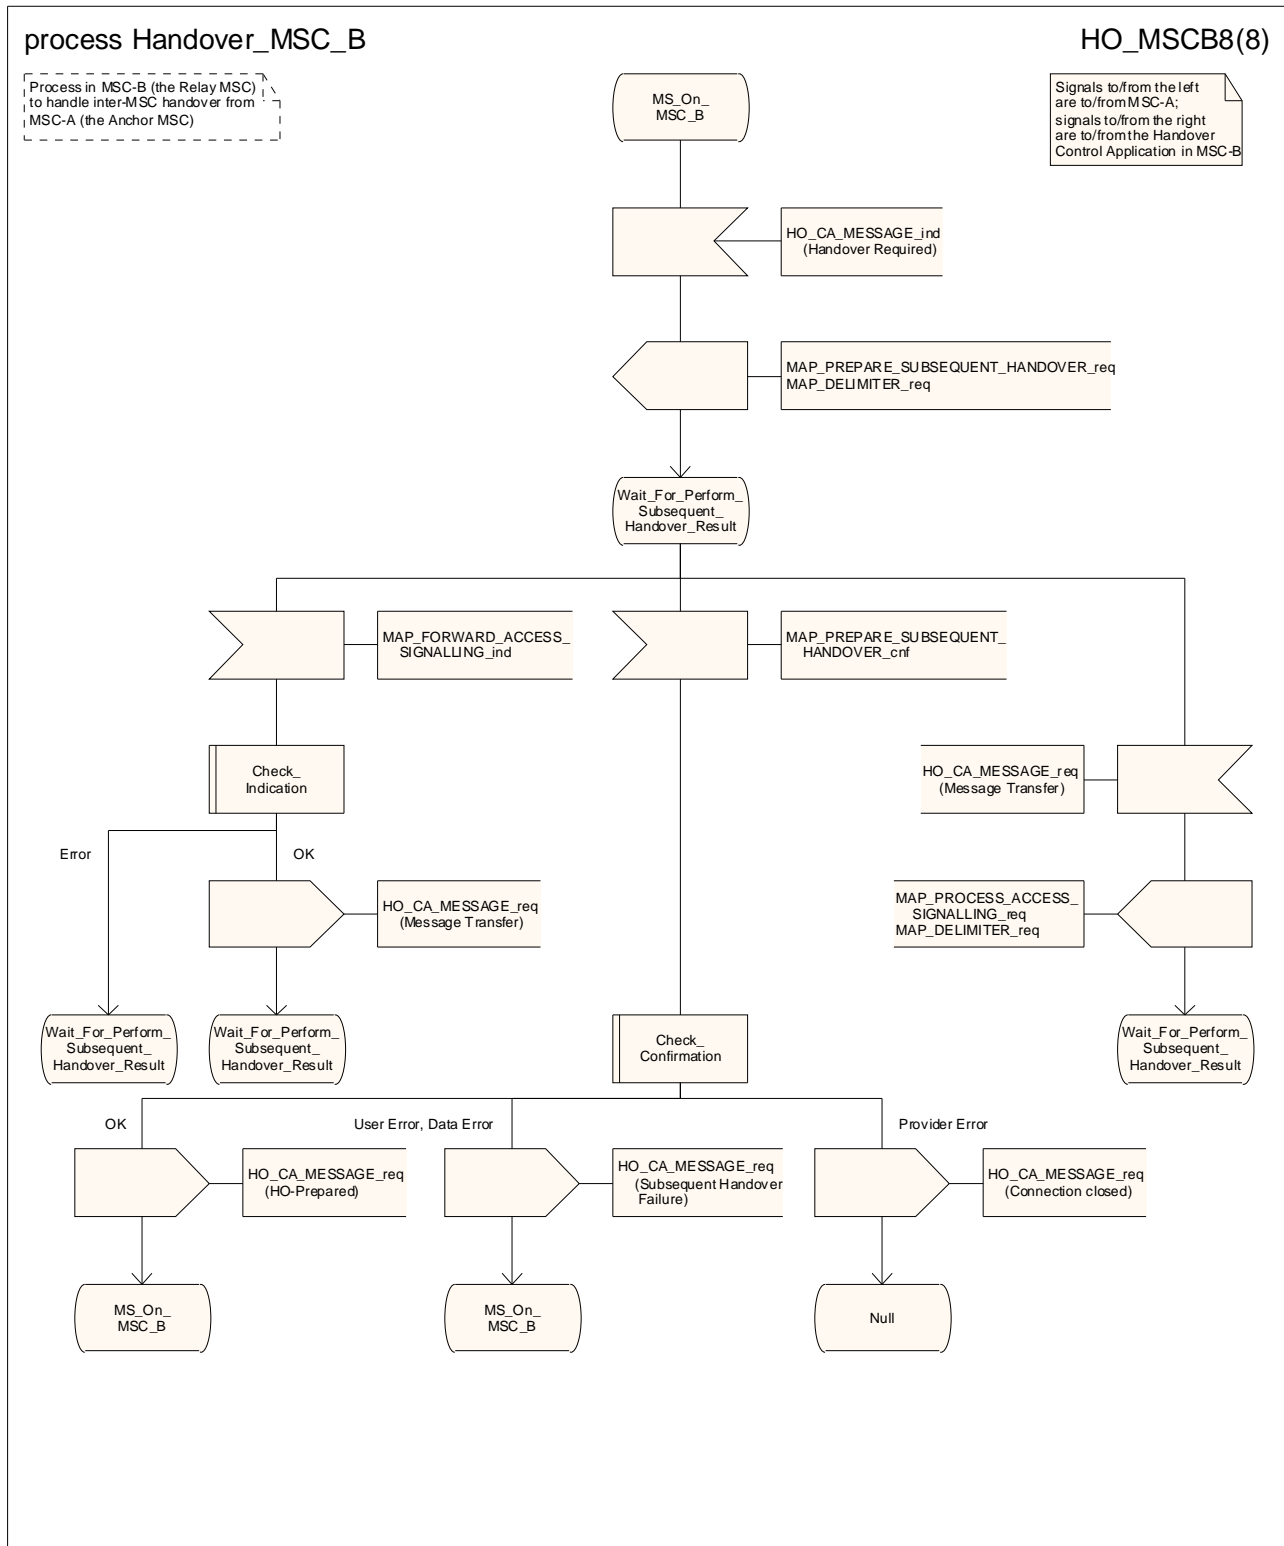 process Handover_MSC_B
HO_MSCB8(8)
Process in MSC-B (the Relay MSC)
to handle inter-MSC handover from
MSC-A (the Anchor MSC)
MS_On_
MSC_B
Signals to/from the left
are to/from MSC-A;
signals to/from the right
are to/from the Handover
Control Application in MSC-B
HO_CA_MESSAGE_ind
(Handover Required)
MAP_PREPARE_SUBSEQUENT_HANDOVER_req
MAP_DELIMITER_req
Wait_For_Perform_
Subsequent_
Handover_Result
MAP_FORWARD_ACCESS_
SIGNALLING_ind
MAP_PREPARE_SUBSEQUENT_
HANDOVER_cnf
Check_
Indication
HO_CA_MESSAGE_req
(Message Transfer)
Error
OK
HO_CA_MESSAGE_req
(Message Transfer)
MAP_PROCESS_ACCESS_
SIGNALLING_req
MAP_DELIMITER_req
Wait_For_Perform_
Subsequent_
Handover_Result
Wait_For_Perform_
Subsequent_
Handover_Result
Check_
Confirmation
Wait_For_Perform_
Subsequent_
Handover_Result
OK
User Error, Data Error
Provider Error
HO_CA_MESSAGE_req
(HO-Prepared)
HO_CA_MESSAGE_req
(Subsequent Handover
Failure)
HO_CA_MESSAGE_req
(Connection closed)
MS_On_
MSC_B
MS_On_
MSC_B
Null